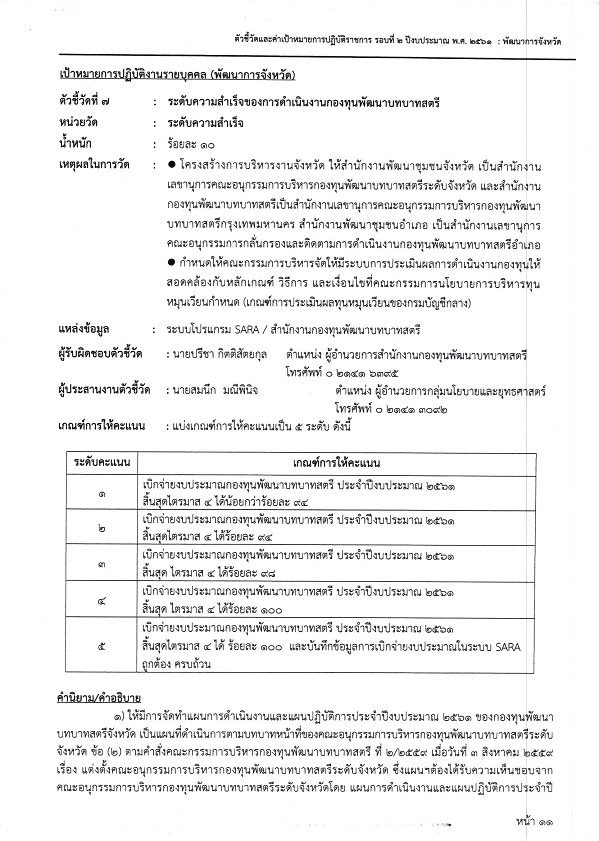 ตัวชี้วัดและค่าเป้าหมายการปฏิบัติราชการ รอบที่ ๒ ปีงบประมาณ พ.ศ. ๒๕๖๑ : พัฒนาการจังหวัด
เป้าหมายการปฏิบัติงานรายบุคคล (พัฒนาการจังหวัด)
ตัวชี้วัดที่ ๗ : ระดับความสำเร็จของการดำเนินงานกองทุนพัฒนาบทบาทสตรี
หน่วยวัด : ระดับความสำเร็จ
น้ำหนัก : ร้อยละ ๑๐
เหตุผลในการวัด : ● โครงสร้างการบริหารงานจังหวัด ให้สำนักงานพัฒนาชุมชนจังหวัด เป็นสำนักงาน
เลขานุการคณะอนุกรรมการบริหารกองทุนพัฒนาบทบาทสตรีระดับจังหวัด และสำนักงาน
กองทุนพัฒนาบทบาทสตรีเป็นสำนักงานเลขานุการคณะอนุกรรมการบริหารกองทุนพัฒนา
บทบาทสตรีกรุงเทพมหานคร สำนักงานพัฒนาชุมชนอำเภอ เป็นสำนักงานเลขานุการ
คณะอนุกรรมการกลั่นกรองและติดตามการดำเนินงานกองทุนพัฒนาบทบาทสตรีอำเภอ
● กำหนดให้คณะกรรมการบริหารจัดให้มีระบบการประเมินผลการดำเนินงานกองทุนให้
สอดคล้องกับหลักเกณฑ์ วิธีการ และเงื่อนไขที่คณะกรรมการนโยบายการบริหารทุน
หมุนเวียนกำหนด (เกณฑ์การประเมินผลทุนหมุนเวียนของกรมบัญชีกลาง)
แหล่งข้อมูล : ระบบโปรแกรม SARA / สำนักงานกองทุนพัฒนาบทบาทสตรี
ผู้รับผิดชอบตัวชี้วัด : นายปรีชา กิตติสัตยกุล ตำแหน่ง ผู้อำนวยการสำนักงานกองทุนพัฒนาบทบาทสตรี
โทรศัพท์ ๐ ๒๑๔๑ ๖๓๙๕
ผู้ประสานงานตัวชี้วัด : นายสมนึก มณีพินิจ ตำแหน่ง ผู้อำนวยการกลุ่มนโยบายและยุทธศาสตร์
โทรศัพท์ ๐ ๒๑๔๑ ๓๐๙๒
เกณฑ์การให้คะแนน : แบ่งเกณฑ์การให้คะแนนเป็น ๕ ระดับ ดังนี้
ระดับคะแนน เกณฑ์การให้คะแนน
๑ เบิกจ่ายงบประมาณกองทุนพัฒนาบทบาทสตรี ประจำปีงบประมาณ ๒๕๖๑
สิ้นสุดไตรมาส ๔ ได้น้อยกว่าร้อยละ ๙๔
๒ เบิกจ่ายงบประมาณกองทุนพัฒนาบทบาทสตรี ประจำปีงบประมาณ ๒๕๖๑
สิ้นสุดไตรมาส ๔ ได้ร้อยละ ๙๔
๓ เบิกจ่ายงบประมาณกองทุนพัฒนาบทบาทสตรี ประจำปีงบประมาณ ๒๕๖๑
สิ้นสุด ไตรมาส ๔ ได้ร้อยละ ๙๘
๔ เบิกจ่ายงบประมาณกองทุนพัฒนาบทบาทสตรี ประจำปีงบประมาณ ๒๕๖๑
สิ้นสุด ไตรมาส ๔ ได้ร้อยละ ๑๐๐
๕ เบิกจ่ายงบประมาณกองทุนพัฒนาบทบาทสตรี ประจำปีงบประมาณ ๒๕๖๑
สิ้นสุดไตรมาส ๔ ได้ ร้อยละ ๑๐๐ และบันทึกข้อมูลการเบิกจ่ายงบประมาณในระบบ SARA
ถูกต้อง ครบถ้วน
คำนิยาม/คำอธิบาย
๑) ให้มีการจัดทำแผนการดำเนินงานและแผนปฏิบัติการประจำปีงบประมาณ ๒๕๖๑ ของกองทุนพัฒนา
บทบาทสตรีจังหวัด เป็นแผนที่ดำเนินการตามบทบาทหน้าที่ของคณะอนุกรรมการบริหารกองทุนพัฒนาบทบาทสตรีระดับ
จังหวัด ข้อ (๒) ตามคำสั่งคณะกรรมการบริหารกองทุนพัฒนาบทบาทสตรี ที่ ๒/๒๕๕๙ เมื่อวันที่ ๓ สิงหาคม ๒๕๕๙
เรื่อง แต่งตั้งคณะอนุกรรมการบริหารกองทุนพัฒนาบทบาทสตรีระดับจังหวัด ซึ่งแผนฯต้องได้รับความเห็นชอบจาก
คณะอนุกรรมการบริหารกองทุนพัฒนาบทบาทสตรีระดับจังหวัดโดย แผนการดำเนินงานและแผนปฏิบัติการประจำปี
หน้า ๑๑